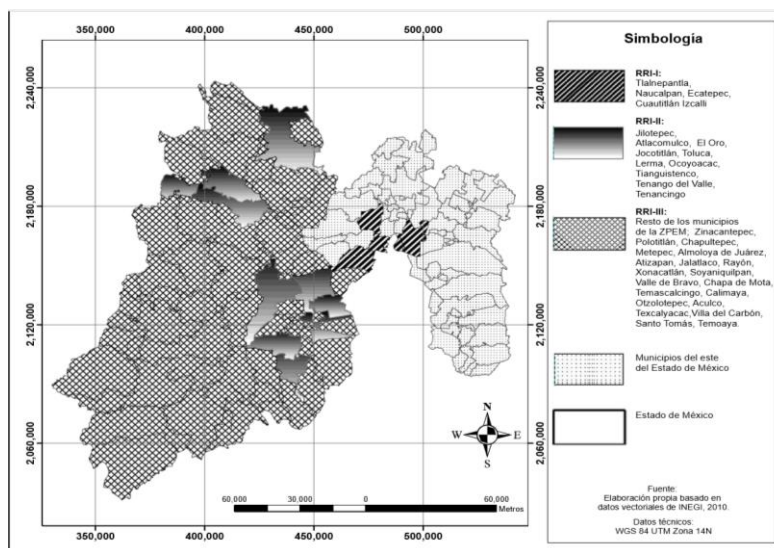 350,000 400,000 450,000 500,000
2,240,000
2,180,000
2,120,000
2,060,000
2,240,000
2,180,000
2,120,000
2,060,000
N
W E
S
60,000 30,000 0 60,000
Metros
350,000 400,000 450,000 500,000
Simbología
RRI-I:
Tlalnepantla,
Naucalpan, Ecatepec,
Cuautitlán Izcalli
RRI-II:
Jilotepec,
Atlacomulco, El Oro,
Jocotitlán, Toluca,
Lerma, Ocoyoacac,
Tianguistenco,
Tenango del Valle,
Tenancingo
RRI-III:
Resto de los municipios
de la ZPEM; Zinacantepec,
Polotitlán, Chapultepec,
Metepec, Almoloya de Juárez,
Atizapan, Jalatlaco, Rayón,
Xonacatlán, Soyaniquilpan,
Valle de Bravo, Chapa de Mota,
Temascalcingo, Calimaya,
Otzolotepec, Aculco,
Texcalyacac,Villa del Carbón,
Santo Tomás, Temoaya.
Municipios del este
del Estado de México
Estado de México
Fuente:
Elaboración propia basado en
datos vectoriales de INEGI, 2010.
Datos técnicos:
WGS 84 UTM Zona 14N